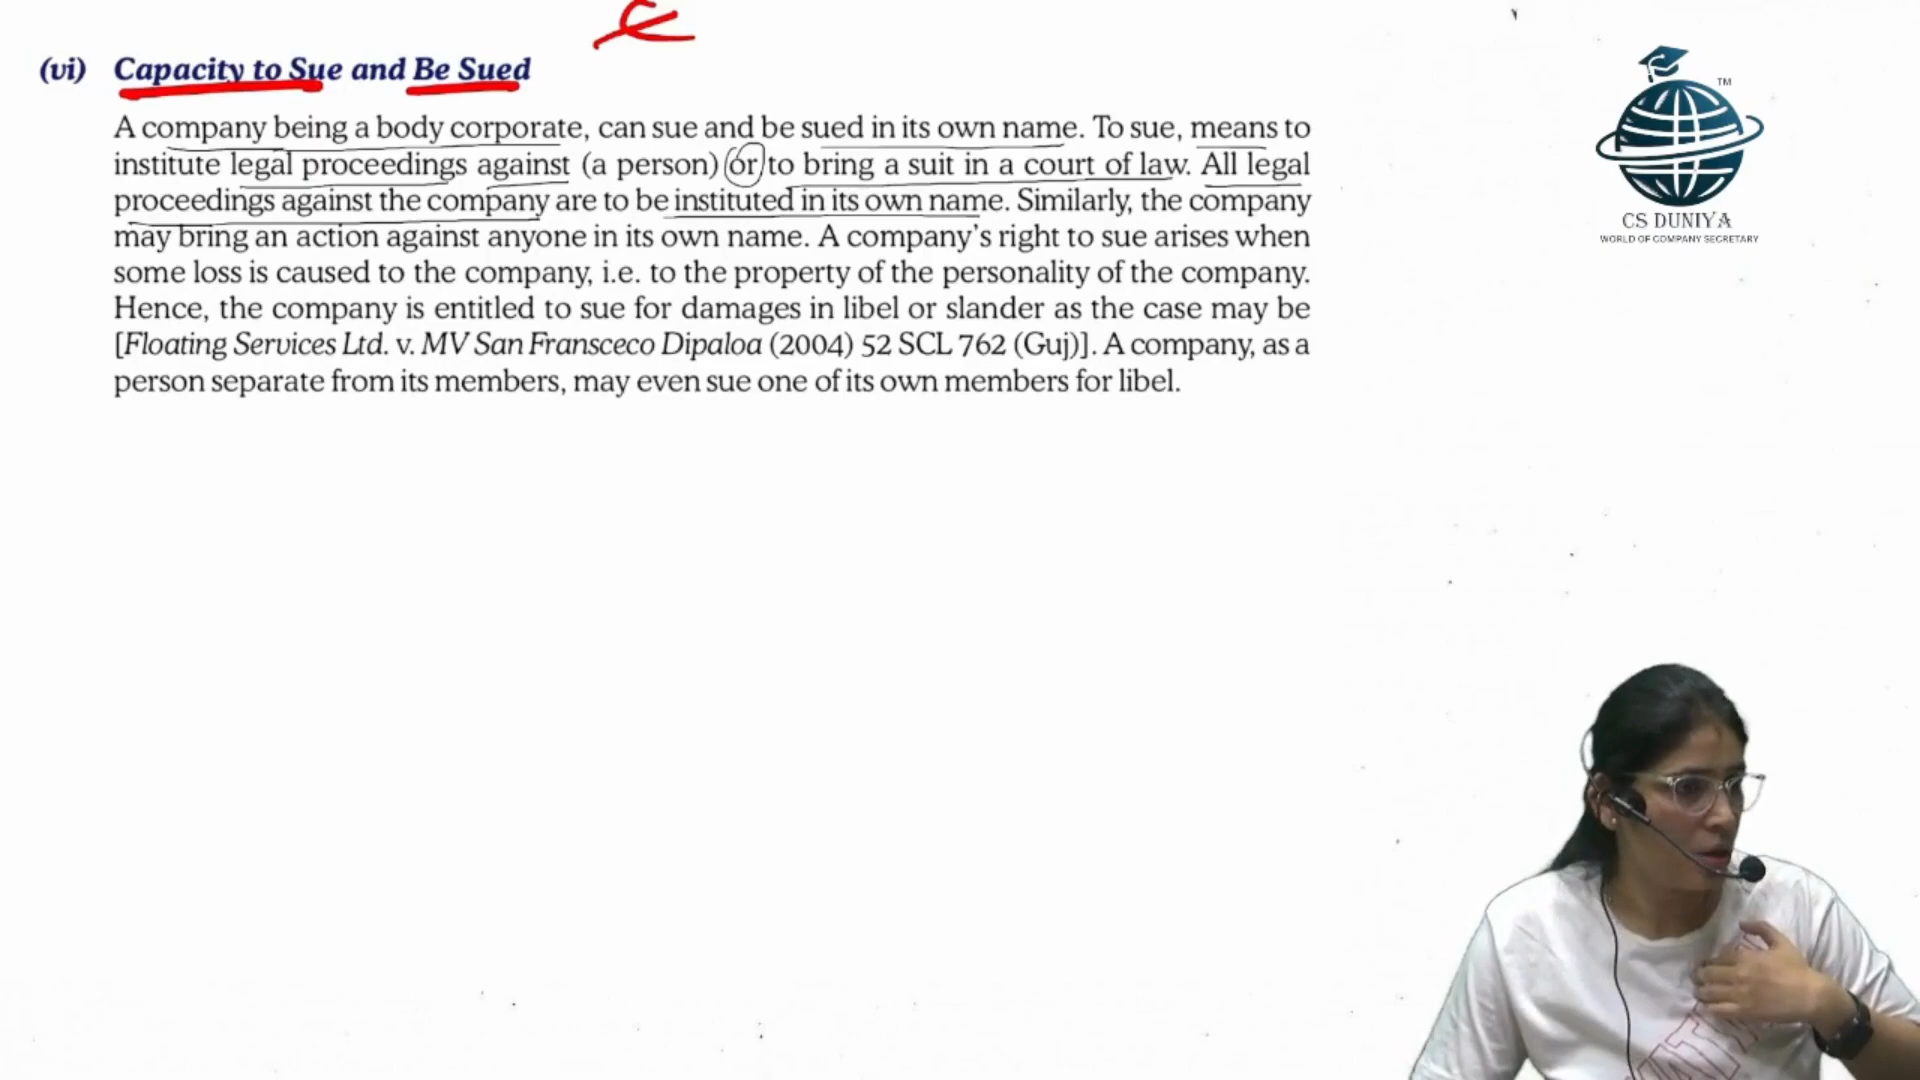 (vi) Capacity to Sue and Be Sued
A company being a body corporate, can sue and be sued in its own name. To sue, means to
institute legal proceedings against (a person) or to bring a suit in a court of law. All legal
proceedings against the company are to be instituted in its own name. Similarly, the company
may bring an action against anyone in its own name. A company's right to sue arises when
some loss is caused to the company, i.e. to the property of the personality of the company.
Hence, the company is entitled to sue for damages in libel or slander as the case may be
[Floating Services Ltd. v. MV San Fransceco Dipaloa (2004) 52 SCL 762 (Guj)]. A company, as a
person separate from its members, may even sue one of its own members for libel.
TM
CS DUNIYA
WORLD OF COMPANY SECRETARY